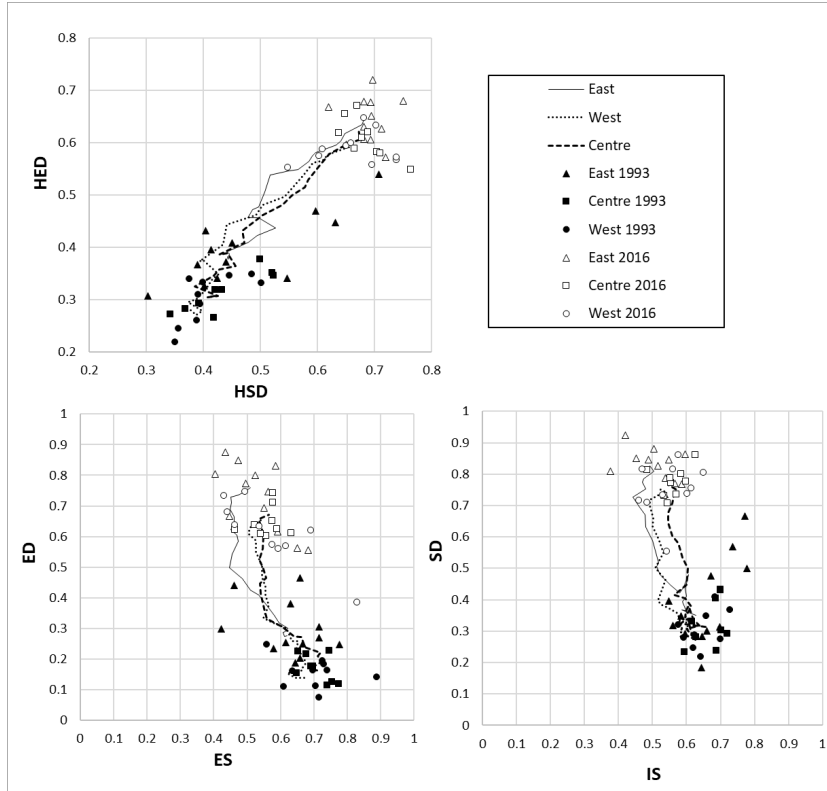 0.8
0.7
0.6
0.5
0.4
0.3
0.2
HED
0.2 0.3 0.4 0.5 0.6 0.7 0.8
HSD
East
West
Centre
East 1993
Centre 1993
West 1993
East 2016
Centre 2016
West 2016
1
0.9
0.8
0.7
0.6
0.5
0.4
0.3
0.2
0.1
0
ED
0 0.1 0.2 0.3 0.4 0.5 0.6 0.7 0.8 0.9 1
ES
1
0.9
0.8
0.7
0.6
0.5
0.4
0.3
0.2
0.1
0
SD
0 0.1 0.2 0.3 0.4 0.5 0.6 0.7 0.8 0.9 1
IS